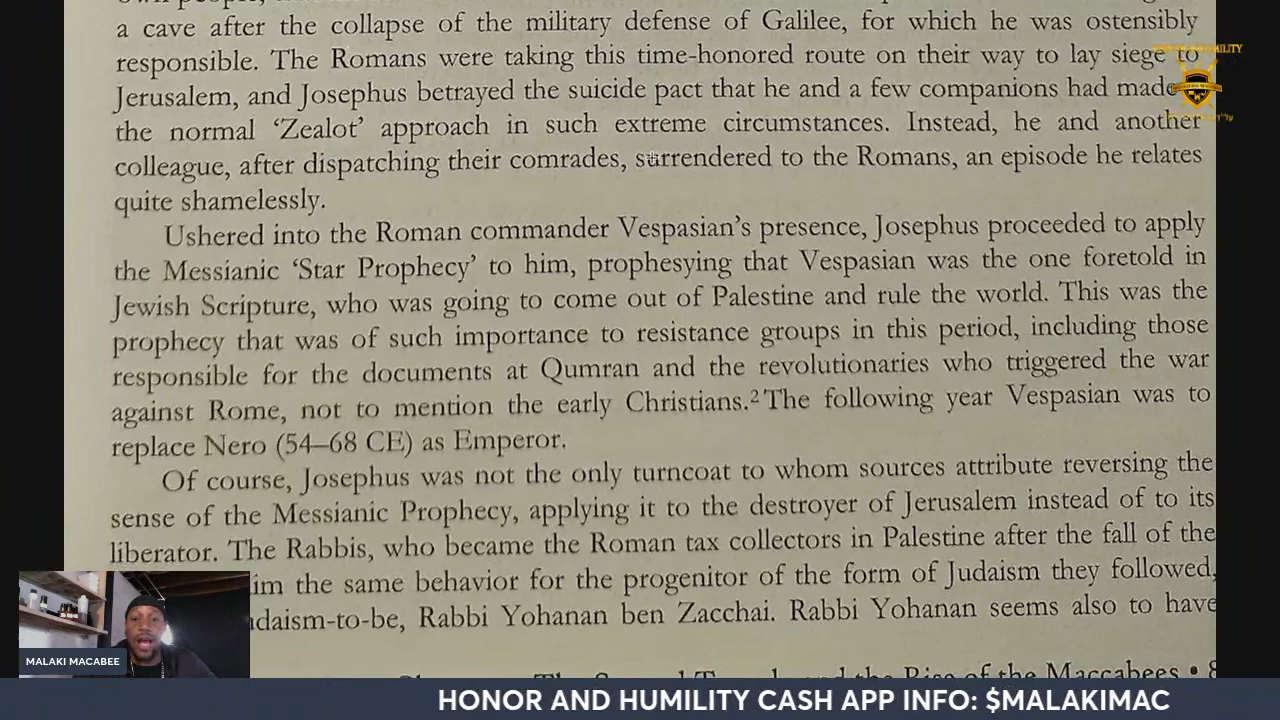 a cave after the collapse of the military defense of Galilee, for which he was ostensibly
responsible. The Romans were taking this time-honored route on their way to lay siege to
Jerusalem, and Josephus betrayed the suicide pact that he and a few companions had made
the normal ‘Zealot’ approach in such extreme circumstances. Instead, he and another
colleague, after dispatching their comrades, surrendered to the Romans, an episode he relates
quite shamelessly.
Ushered into the Roman commander Vespasian’s presence, Josephus proceeded to apply
the Messianic ‘Star Prophecy’ to him, prophesying that Vespasian was the one foretold in
Jewish Scripture, who was going to come out of Palestine and rule the world. This was the
prophecy that was of such importance to resistance groups in this period, including those
responsible for the documents at Qumran and the revolutionaries who triggered the war
against Rome, not to mention the early Christians.² The following year Vespasian was to
replace Nero (54–68 CE) as Emperor.
Of course, Josephus was not the only turncoat to whom sources attribute reversing the
sense of the Messianic Prophecy, applying it to the destroyer of Jerusalem instead of to its
liberator. The Rabbis, who became the Roman tax collectors in Palestine after the fall of the
im the same behavior for the progenitor of the form of Judaism they followed,
daism-to-be, Rabbi Yohanan ben Zacchai. Rabbi Yohanan seems also to have
and the Rise of the Maccabees •
MALAKI MACABEE
HONOR AND HUMILITY CASH APP INFO: $MALAKIMAC